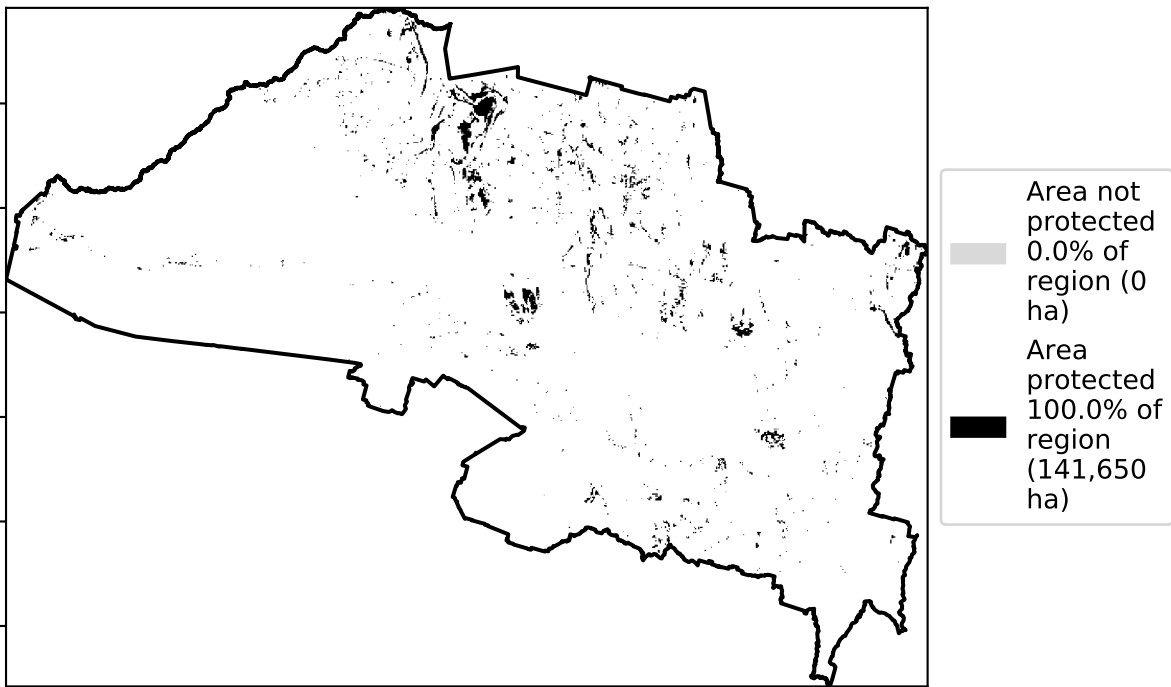 Area not
protected
0.0% of
region (0
ha)
Area
protected
100.0% of
region
(141,650
ha)